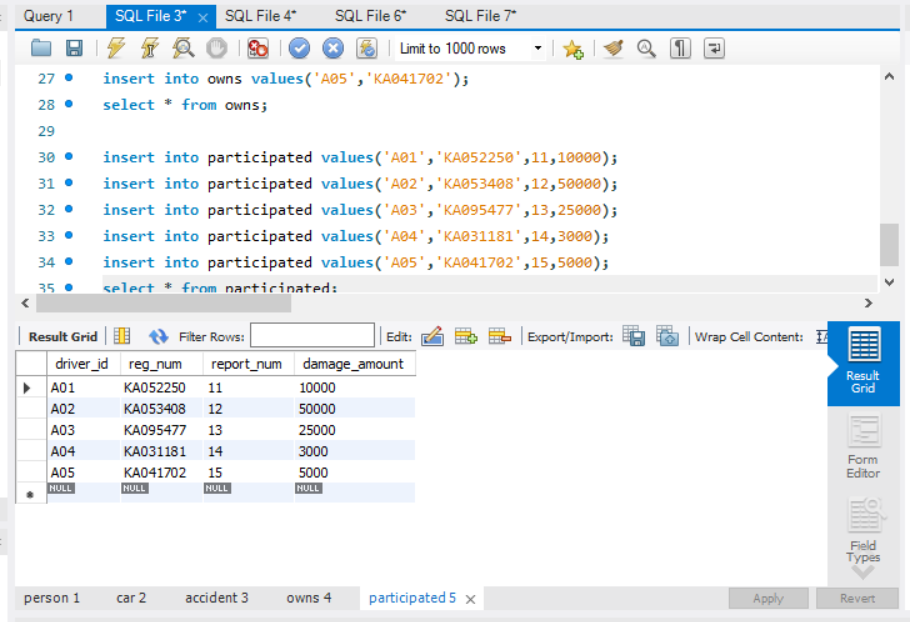 Query 1 SQL File 3* SQL File 4* SQL File 6* SQL File 7*
Limit to 1000 rows
27 insert into owns values('A05','KA041702');
28 select * from owns;
29
30 insert into participated values('A01','KA052250',11,10000);
31 insert into participated values('A02','KA053408',12,50000);
32 insert into participated values('A03','KA095477',13,25000);
33 insert into participated values('A04','KA031181',14,3000);
34 insert into participated values('A05','KA041702',15,5000);
35 select * from participated;
Result Grid Filter Rows: Edit: Export/Import: Wrap Cell Content:
driver_id reg_num report_num damage_amount
A01 KA052250 11 10000
A02 KA053408 12 50000
A03 KA095477 13 25000
A04 KA031181 14 3000
A05 KA041702 15 5000
NULL NULL NULL NULL
Result
Grid
Form
Editor
Field
Types
person 1 car 2 accident 3 owns 4 participated 5 Apply Revert